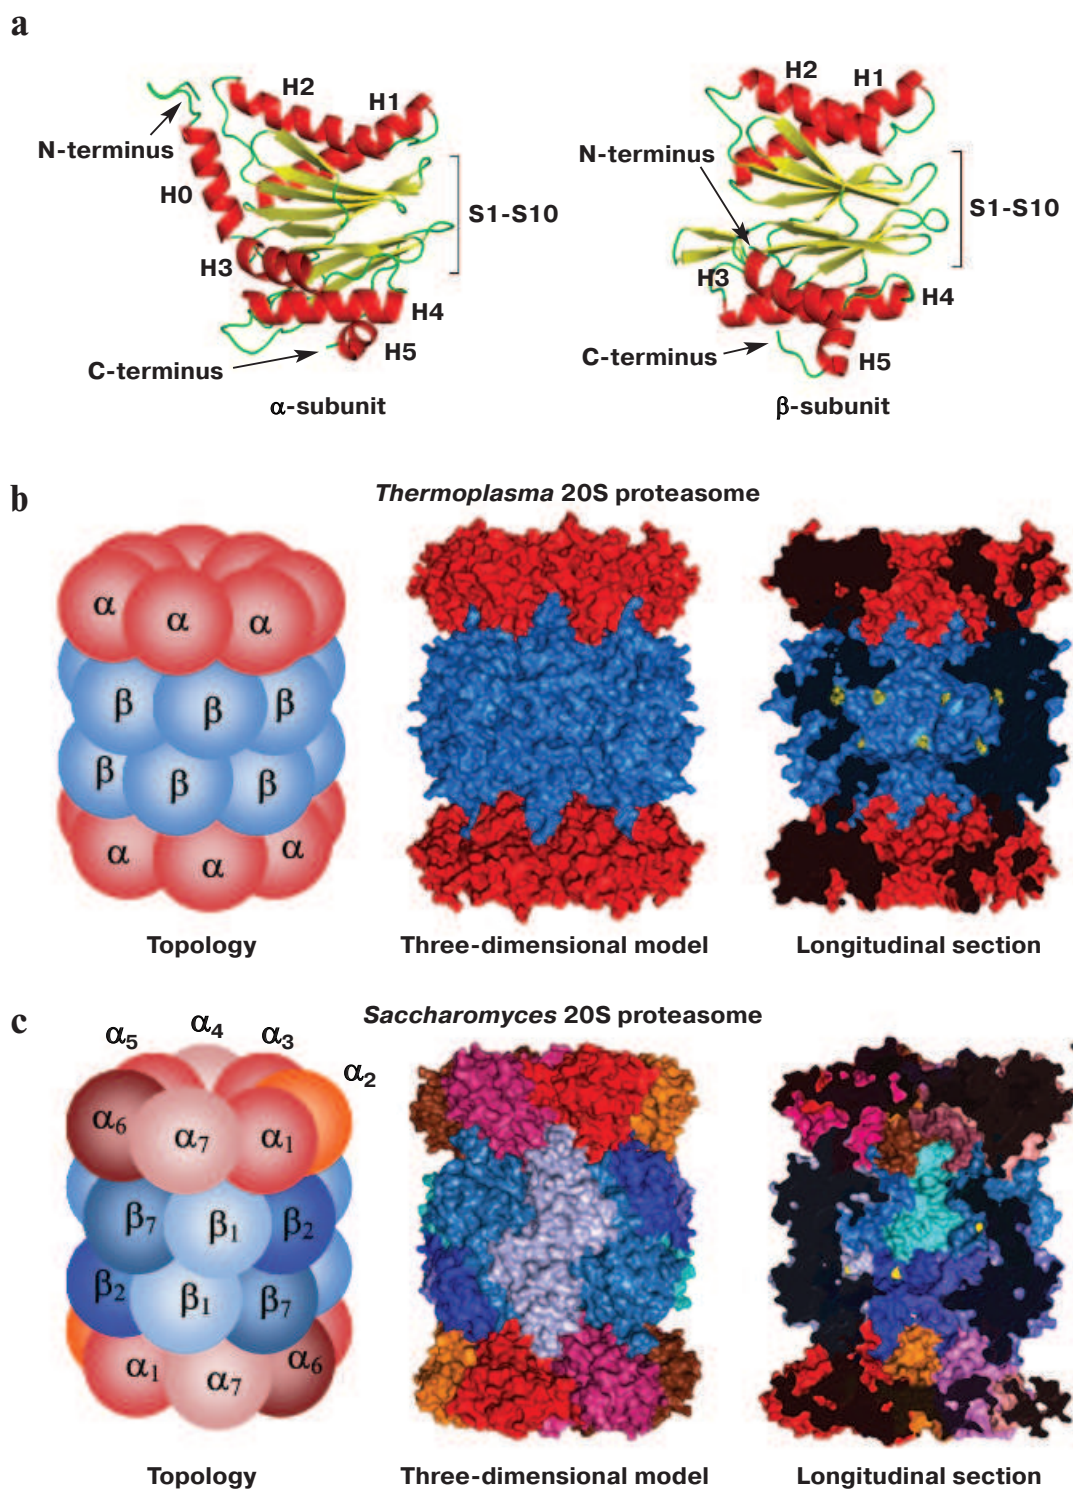 a
H2
H1
N-terminus
H0
S1-S10
H3
H4
H5
C-terminus
α-subunit
H2
H1
N-terminus
S1-S10
H3
H4
C-terminus
H5
β-subunit
b
Thermoplasma 20S proteasome
α
α
α
β
β
β
β
β
β
α
α
α
Topology
Three-dimensional model
Longitudinal section
c
Saccharomyces 20S proteasome
α5
α4
α3
α2
α6
α7
α1
β7
β1
β2
β2
β1
β7
α1
α7
α6
Topology
Three-dimensional model
Longitudinal section